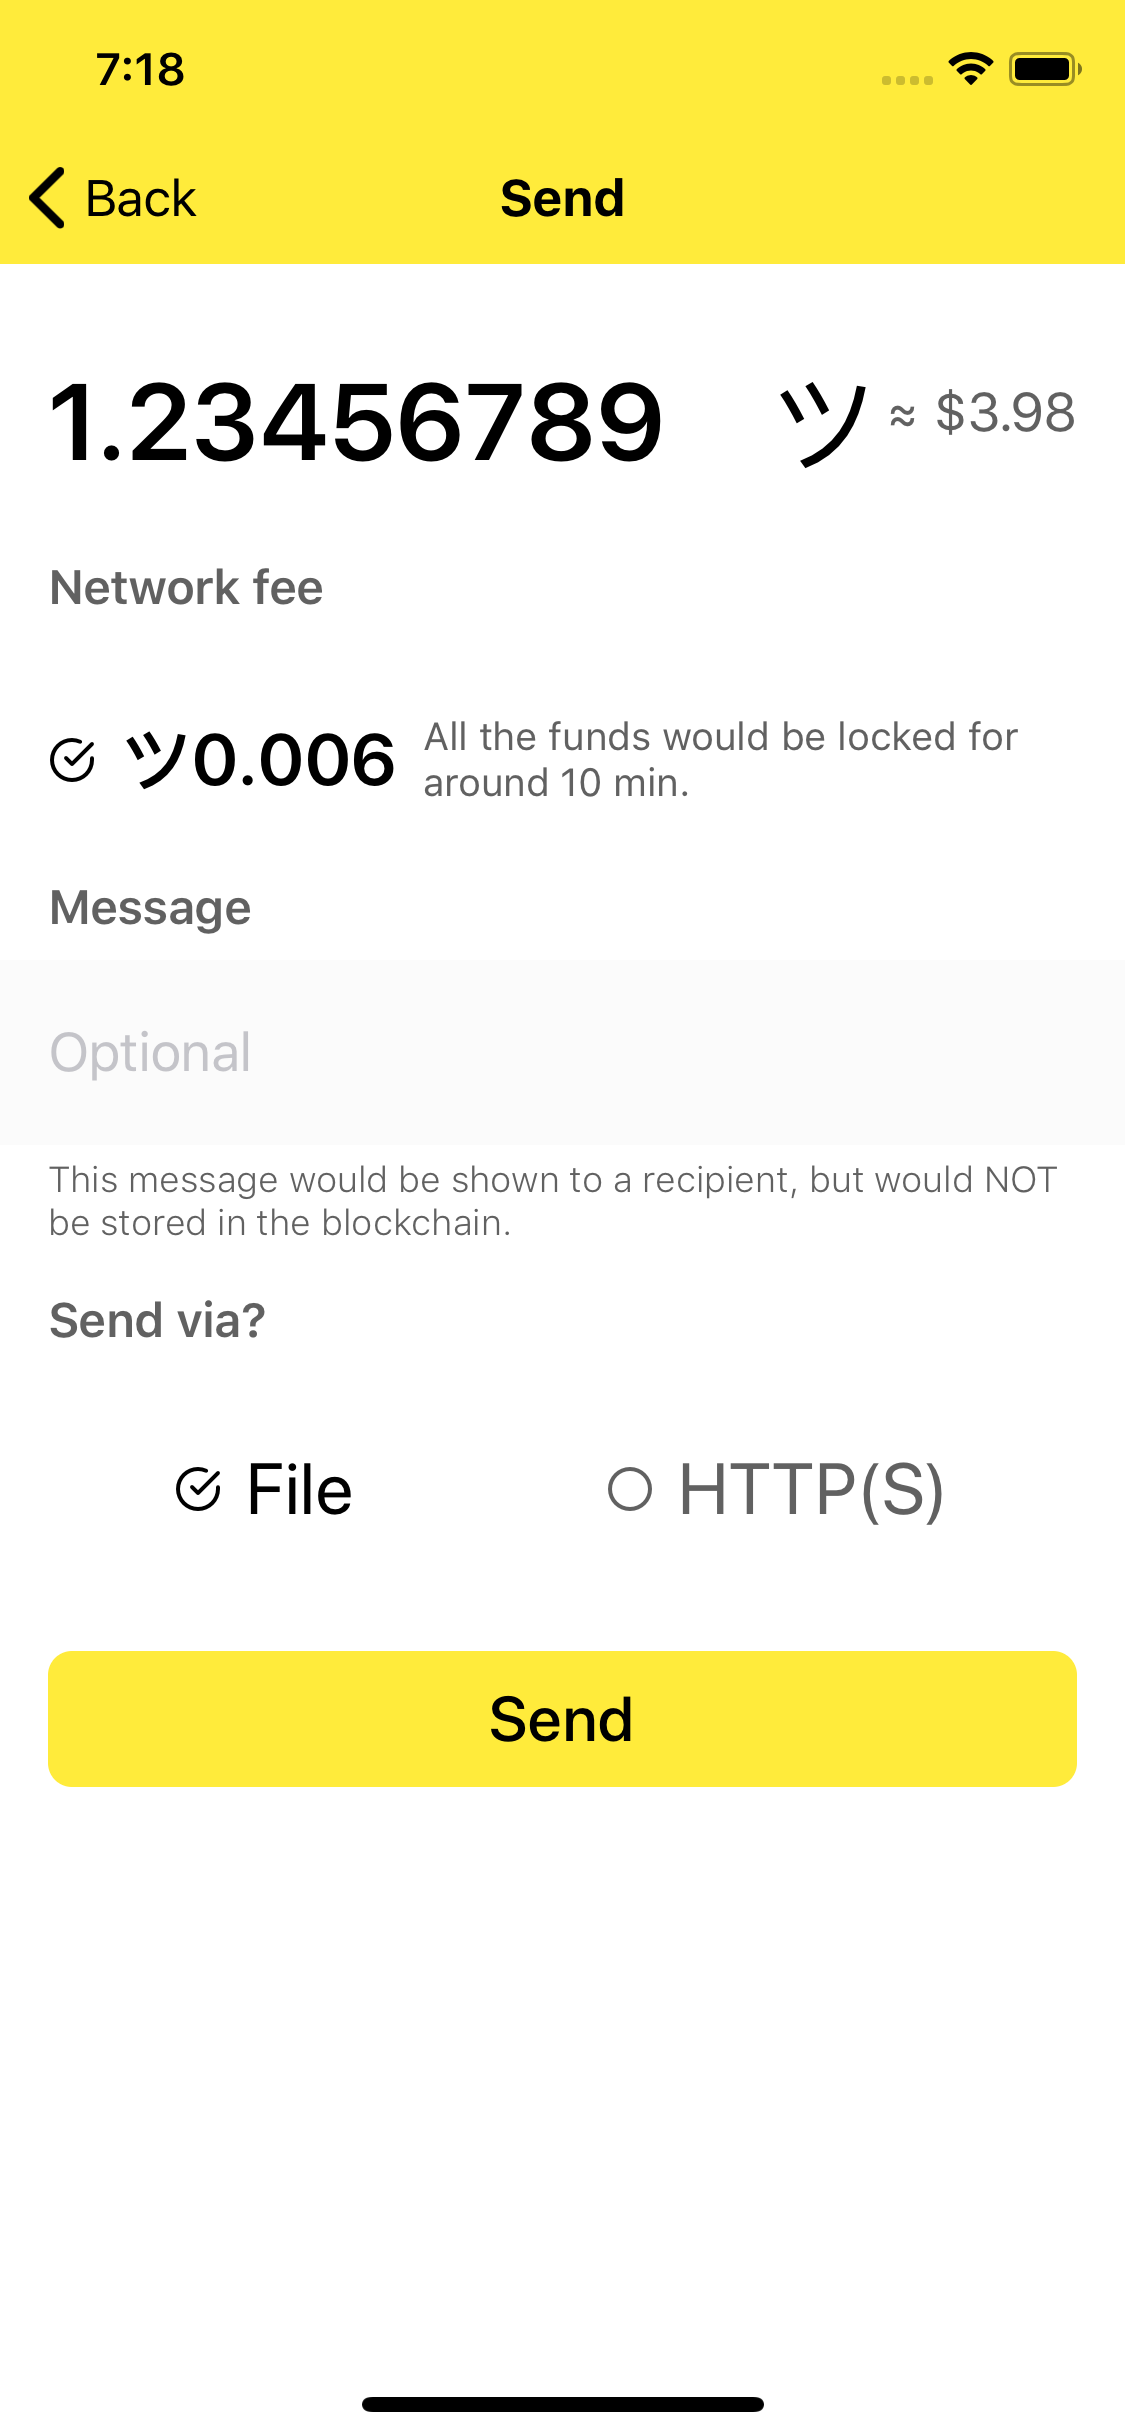 7:18
Back
Send
1.23456789 ツ ≈ $3.98
Network fee
ツ0.006 All the funds would be locked for
around 10 min.
Message
Optional
This message would be shown to a recipient, but would NOT
be stored in the blockchain.
Send via?
File
HTTP(S)
Send